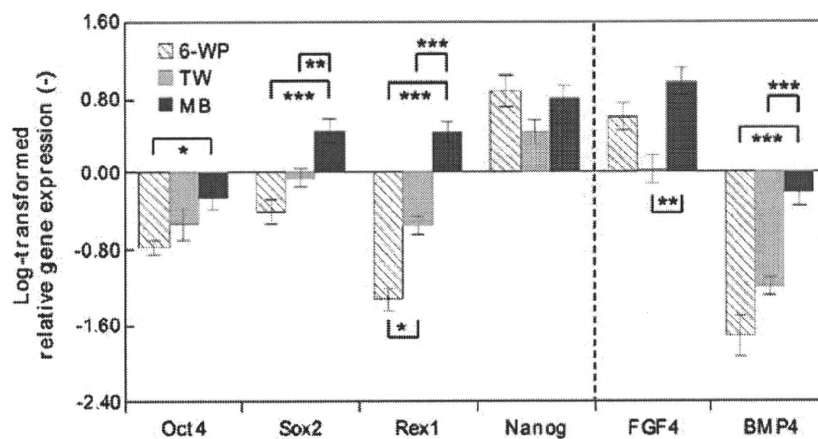 1.60
0.80
0.00
-0.80
-1.60
-2.40
Log-transformed
relative gene expression (-)
6-WP
TW
MB
*
**
***
***
***
*
**
***
***
Oct4
Sox2
Rex1
Nanog
FGF4
BMP4